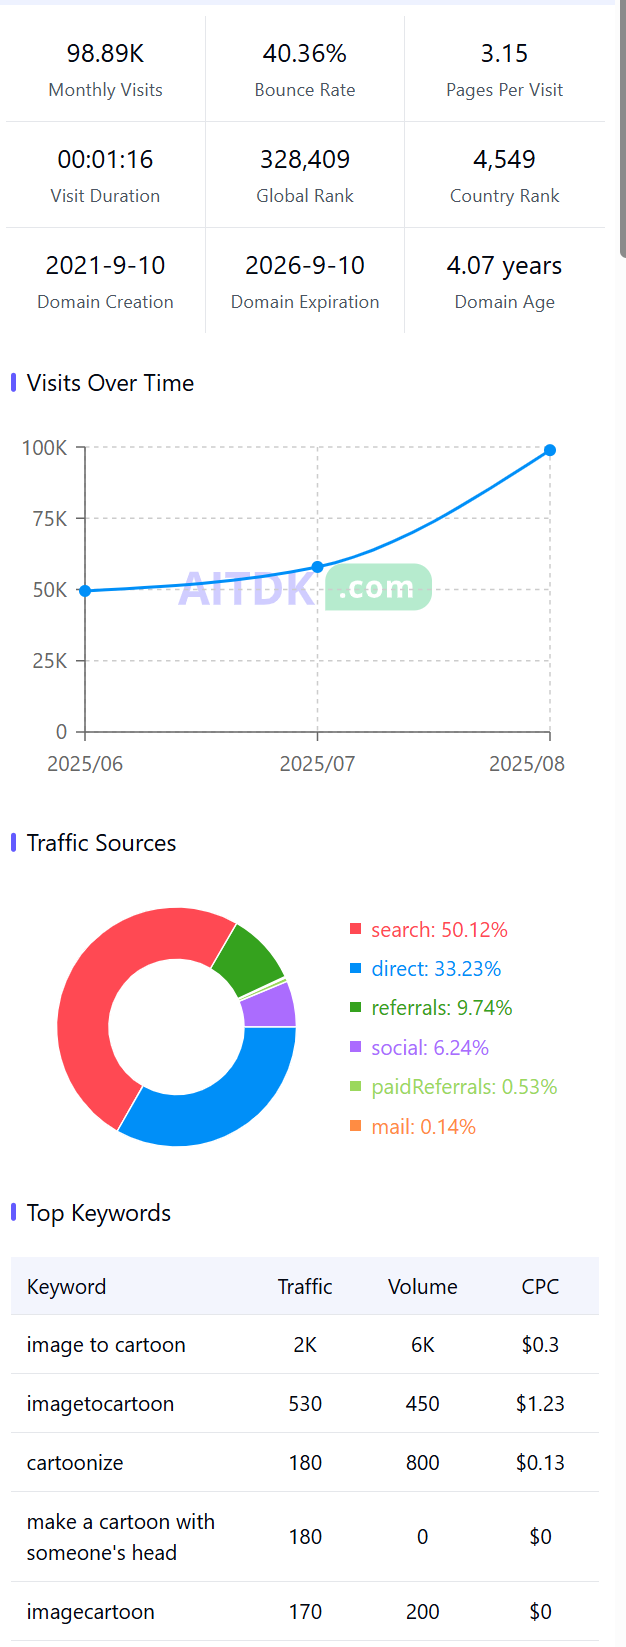 98.89K 40.36% 3.15
Monthly Visits Bounce Rate Pages Per Visit
00:01:16 328,409 4,549
Visit Duration Global Rank Country Rank
2021-9-10 2026-9-10 4.07 years
Domain Creation Domain Expiration Domain Age
Visits Over Time
100K
75K
50K
AITDK .com
25K
0
2025/06 2025/07 2025/08
Traffic Sources
search: 50.12%
direct: 33.23%
referrals: 9.74%
social: 6.24%
paidReferrals: 0.53%
mail: 0.14%
Top Keywords
Keyword Traffic Volume CPC
image to cartoon 2K 6K $0.3
imagetocartoon 530 450 $1.23
cartoonize 180 800 $0.13
make a cartoon with
someone's head 180 0 $0
imagecartoon 170 200 $0